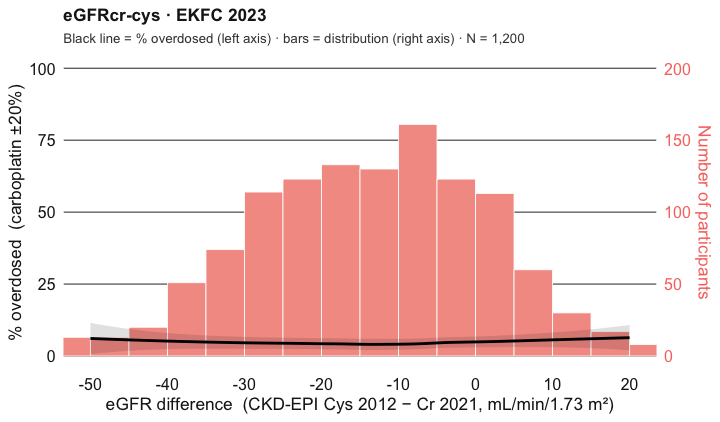 eGFRcr-cys · EKFC 2023
Black line = % overdosed (left axis) · bars = distribution (right axis) · N = 1,200
% overdosed (carboplatin ±20%)
100
75
50
25
0
200
150
100
50
0
Number of participants
-50 -40 -30 -20 -10 0 10 20
eGFR difference (CKD-EPI Cys 2012 − Cr 2021, mL/min/1.73 m²)